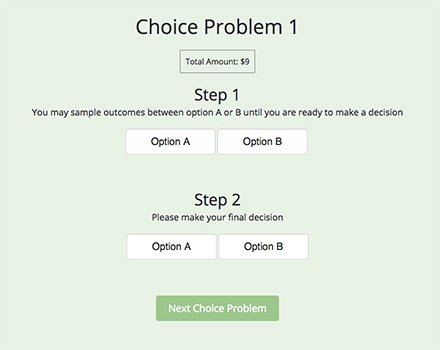 Choice Problem 1
Total Amount: $9
Step 1
You may sample outcomes between option A or B until you are ready to make a decision
Option A Option B
Step 2
Please make your final decision
Option A Option B
Next Choice Problem